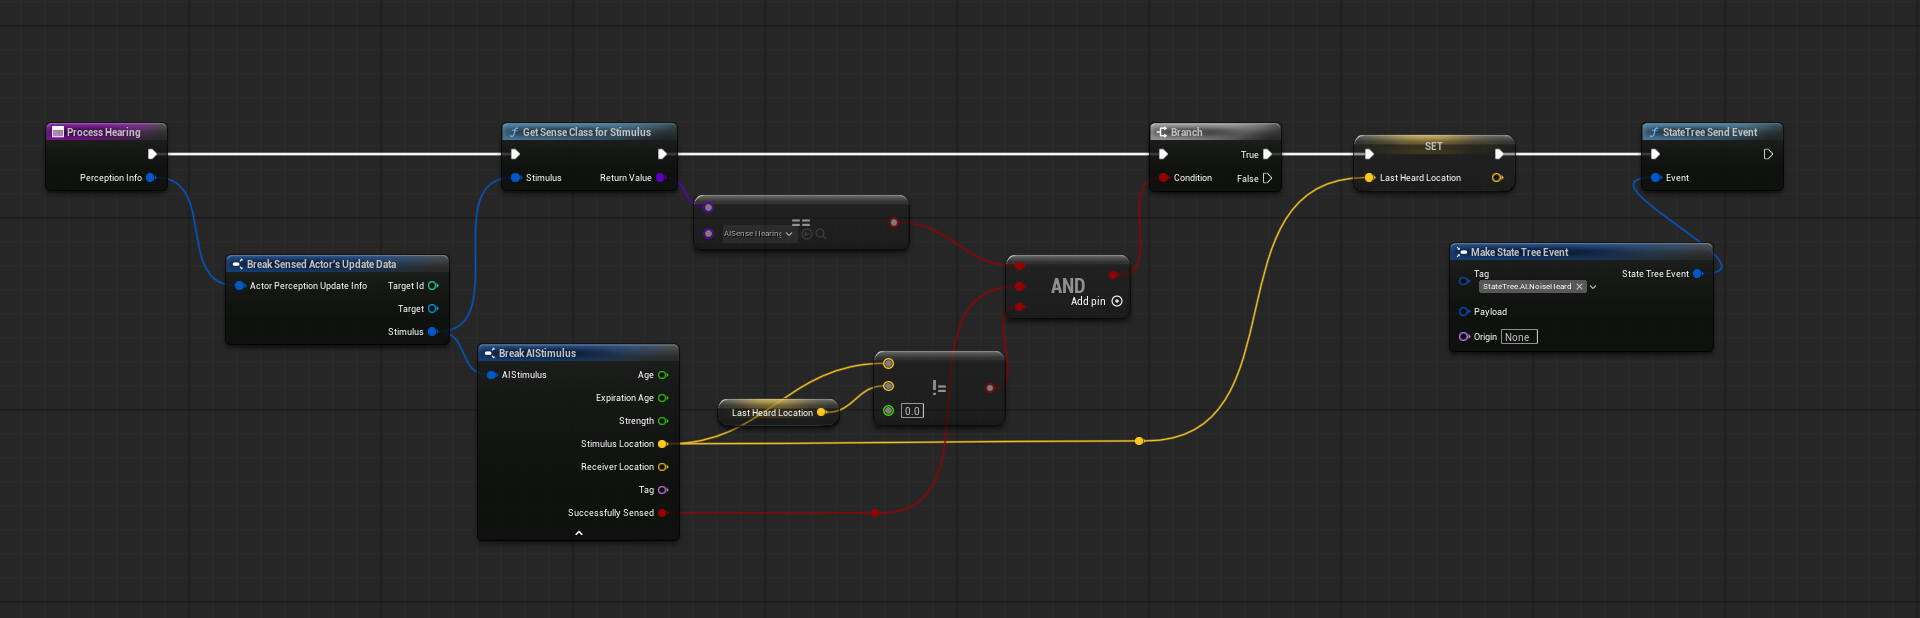 Process Hearing
Perception Info
Get Sense Class for Stimulus
Stimulus
Return Value
==
AISense Hearing
Break Sensed Actor's Update Data
Actor Perception Update Info
Target Id
Target
Stimulus
Break AIStimulus
AIStimulus
Age
Expiration Age
Strength
Stimulus Location
Receiver Location
Tag
Successfully Sensed
Last Heard Location
!=
0.0
AND
Add pin
Branch
True
Condition
False
SET
Last Heard Location
StateTree Send Event
Event
Make State Tree Event
Tag
State Tree Event
StateTree.AI.NoiseHeard
Payload
Origin
None